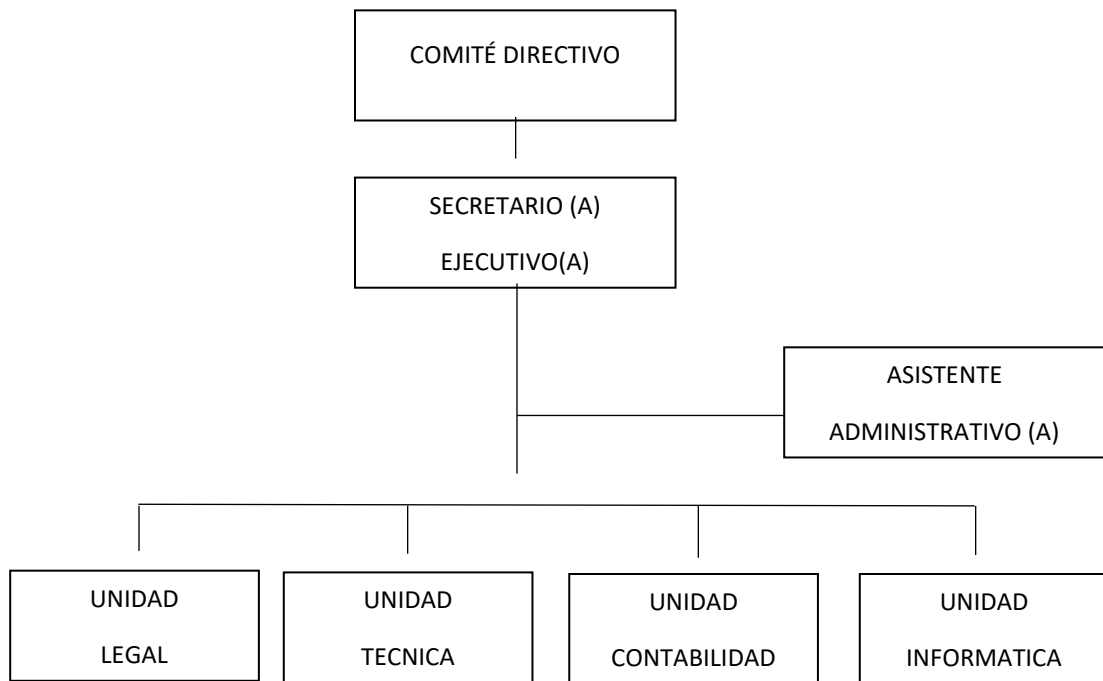 COMITÉ DIRECTIVO
SECRETARIO (A)
EJECUTIVO(A)
ASISTENTE
ADMINISTRATIVO (A)
UNIDAD
LEGAL
UNIDAD
TECNICA
UNIDAD
CONTABILIDAD
UNIDAD
INFORMATICA